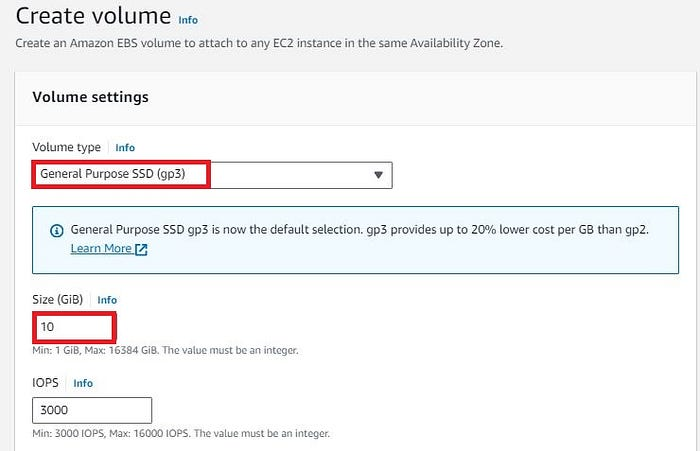 Create volume Info
Create an Amazon EBS volume to attach to any EC2 instance in the same Availability Zone.
Volume settings
Volume type Info
General Purpose SSD (gp3)
General Purpose SSD gp3 is now the default selection. gp3 provides up to 20% lower cost per GB than gp2.
Learn More
Size (GiB) Info
10
Min: 1 GiB, Max: 16384 GiB. The value must be an integer.
IOPS Info
3000
Min: 3000 IOPS, Max: 16000 IOPS. The value must be an integer.